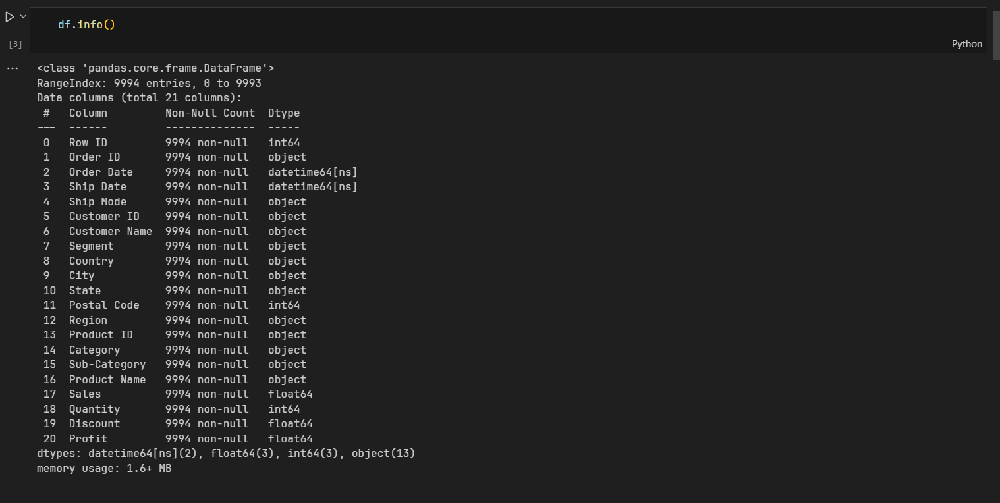 df.info()
[3]
Python
<class 'pandas.core.frame.DataFrame'>
RangeIndex: 9994 entries, 0 to 9993
Data columns (total 21 columns):
 #   Column         Non-Null Count  Dtype
---  ------         --------------  -----
 0   Row ID         9994 non-null   int64
 1   Order ID       9994 non-null   object
 2   Order Date     9994 non-null   datetime64[ns]
 3   Ship Date      9994 non-null   datetime64[ns]
 4   Ship Mode      9994 non-null   object
 5   Customer ID    9994 non-null   object
 6   Customer Name  9994 non-null   object
 7   Segment        9994 non-null   object
 8   Country        9994 non-null   object
 9   City           9994 non-null   object
 10  State          9994 non-null   object
 11  Postal Code    9994 non-null   int64
 12  Region         9994 non-null   object
 13  Product ID     9994 non-null   object
 14  Category       9994 non-null   object
 15  Sub-Category   9994 non-null   object
 16  Product Name   9994 non-null   object
 17  Sales          9994 non-null   float64
 18  Quantity       9994 non-null   int64
 19  Discount       9994 non-null   float64
 20  Profit         9994 non-null   float64
dtypes: datetime64[ns](2), float64(3), int64(3), object(13)
memory usage: 1.6+ MB